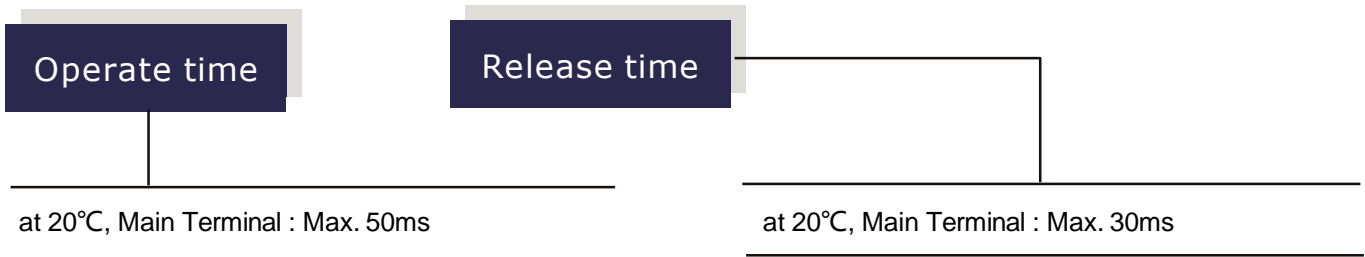 Operate time
Release time
at 20℃, Main Terminal : Max. 50ms
at 20℃, Main Terminal : Max. 30ms